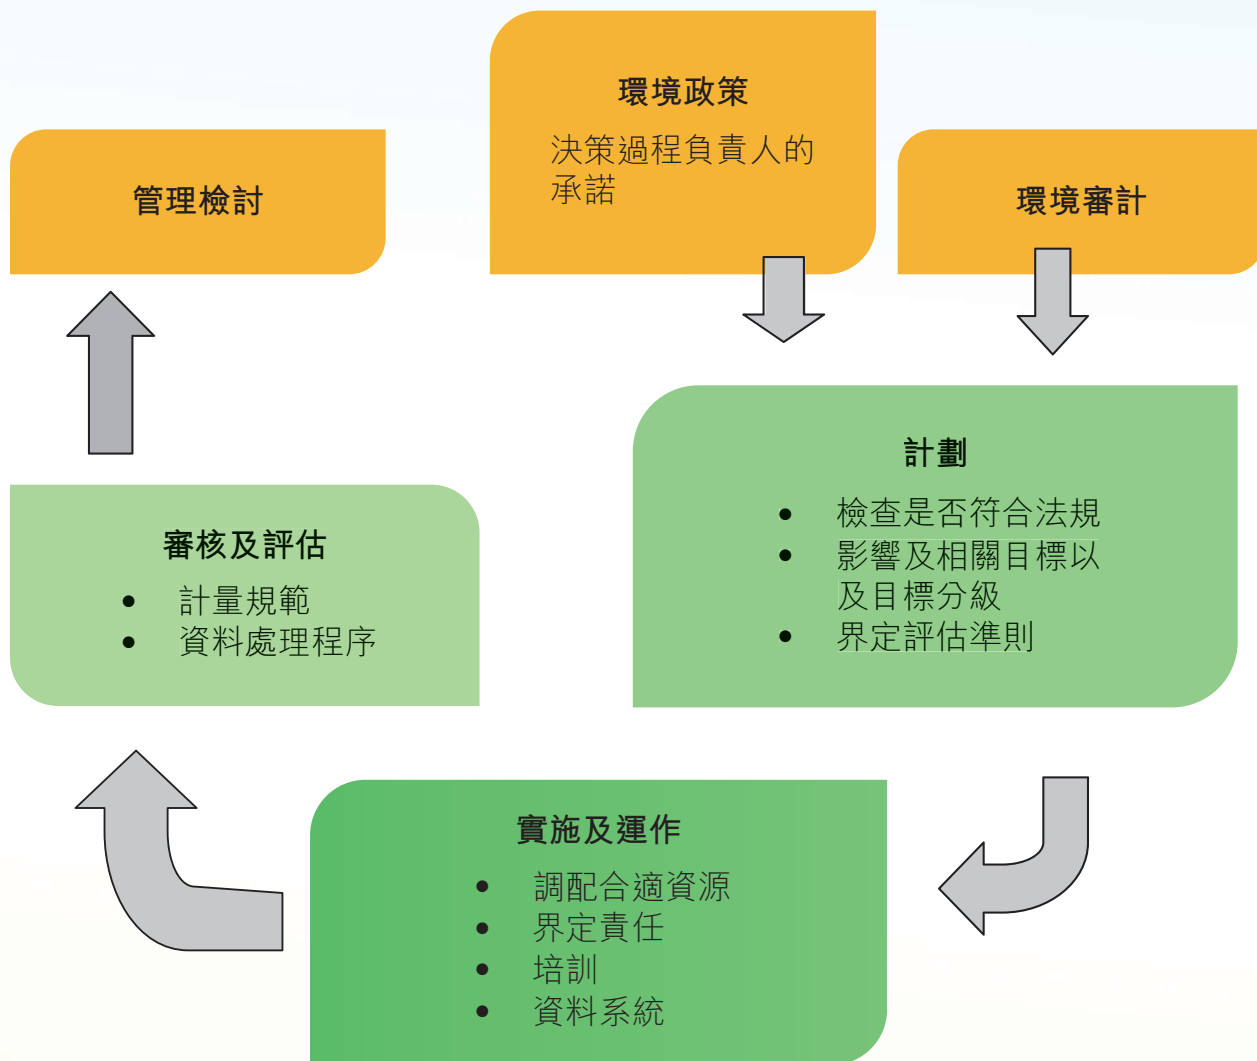 環境政策
決策過程負責人的
承諾
管理檢討
環境審計
計劃
• 檢查是否符合法規
• 影響及相關目標以
及目標分級
• 界定評估準則
審核及評估
• 計量規範
• 資料處理程序
實施及運作
• 調配合適資源
• 界定責任
• 培訓
• 資料系統